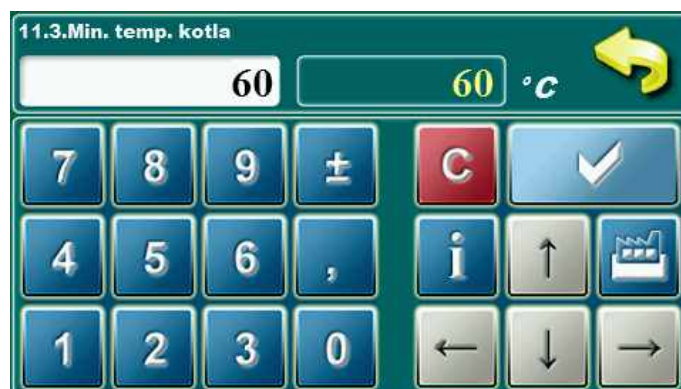 11.3.Min. temp. kotla
60 60 °C
7 8 9 ± C
4 5 6 , i ↑
1 2 3 0 ← ↓ →